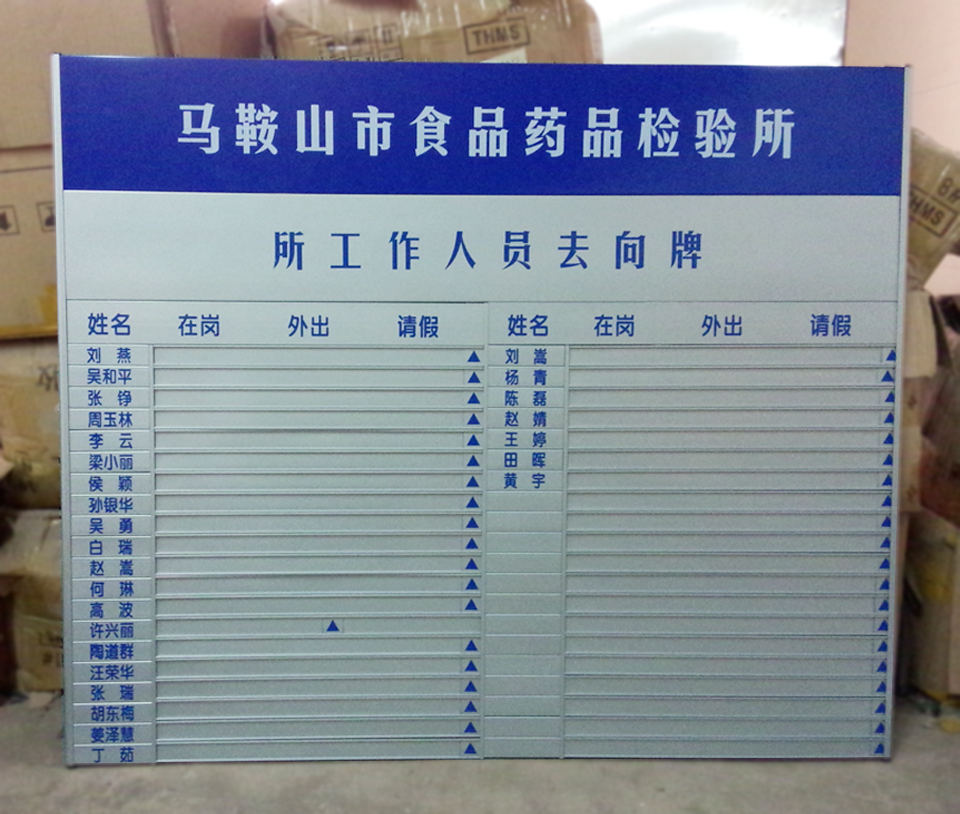 THMS
THMS
马鞍山市食品药品检验所
所工作人员去向牌
姓名 在岗 外出 请假 姓名 在岗 外出 请假
刘燕 刘嵩
吴和平 杨青
张铮 陈磊
周玉林 赵婧
李云 王婷
梁小丽 田晖
侯颖 黄宇
孙银华
吴勇
白瑞
赵嵩
何琳
高波
许兴丽
陶道群
汪荣华
张瑞
胡东梅
姜泽慧
丁茹